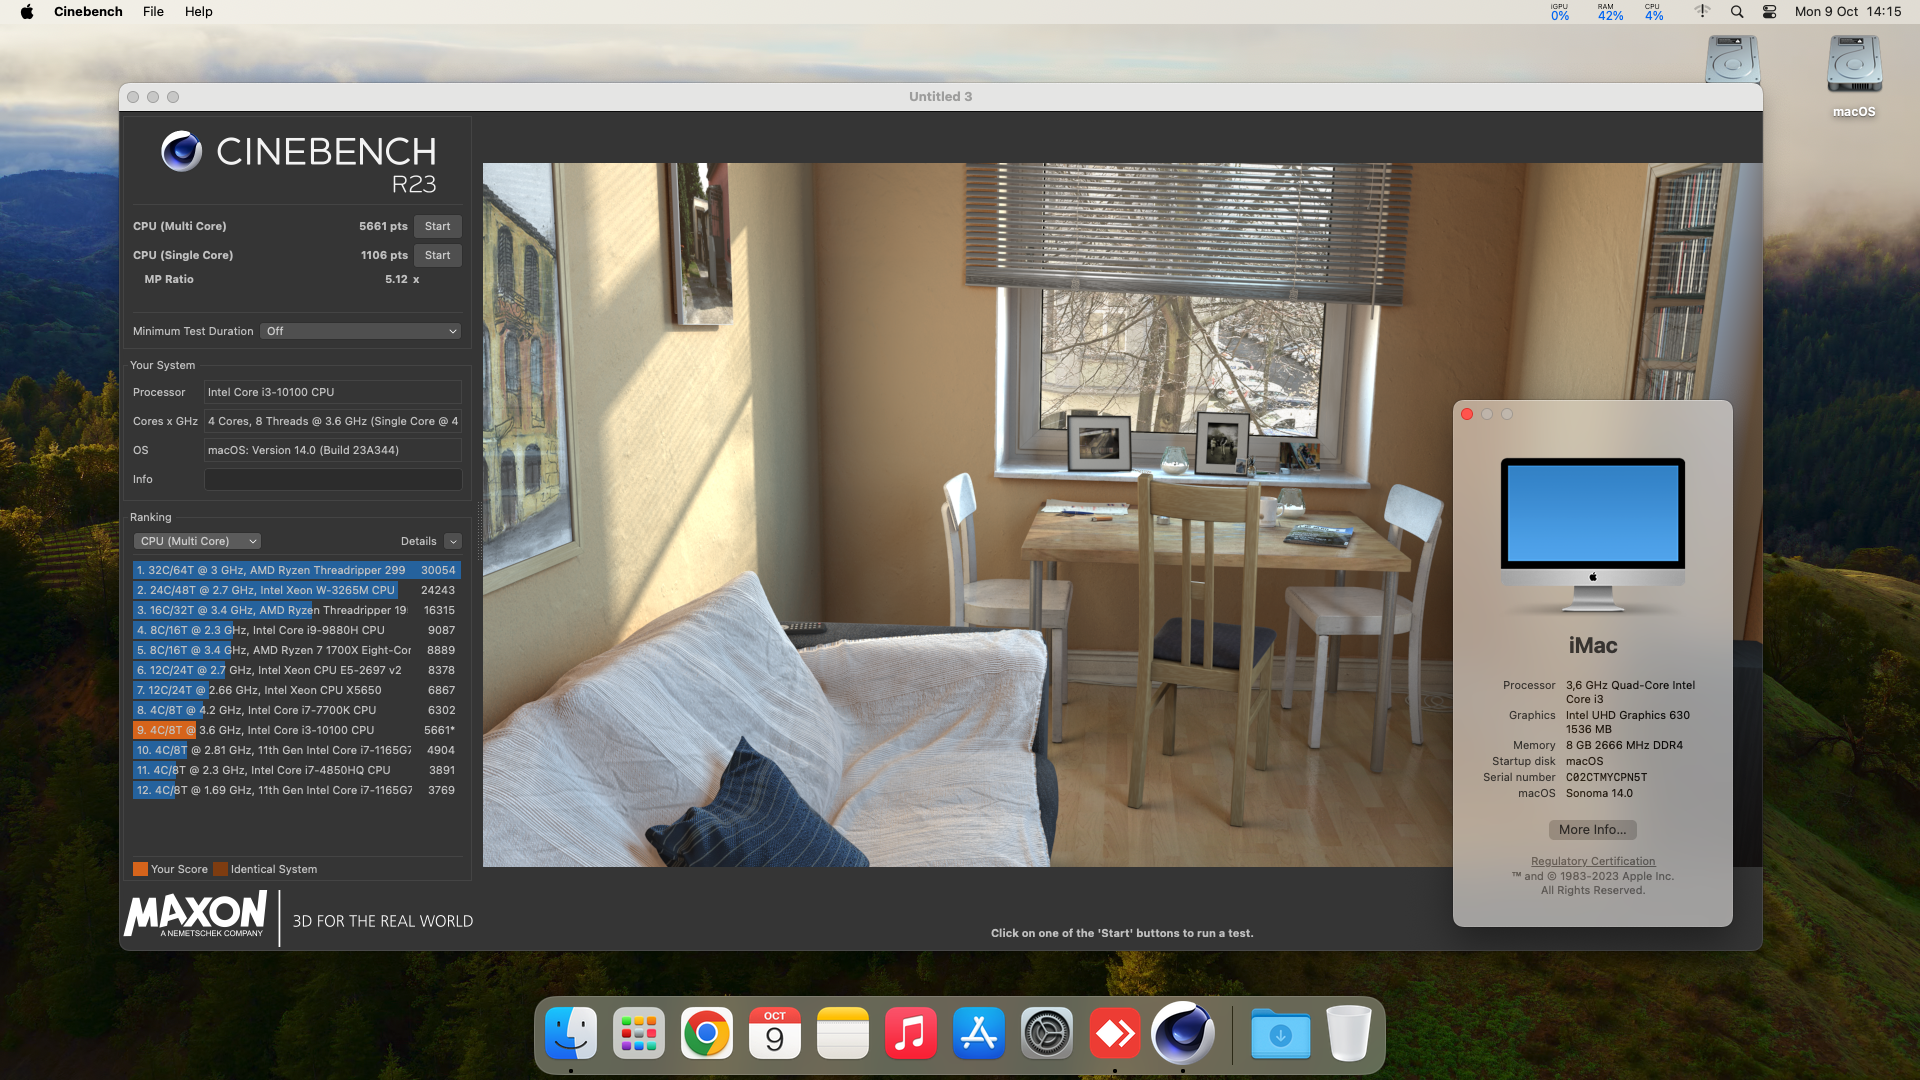 Cinebench File Help
iGPU RAM CPU
0% 42% 4%
Mon 9 Oct 14:15
macOS
Untitled 3
CINEBENCH
R23
CPU (Multi Core) 5661 pts Start
CPU (Single Core) 1106 pts Start
MP Ratio 5.12 x
Minimum Test Duration Off
Your System
Processor Intel Core i3-10100 CPU
Cores x GHz 4 Cores, 8 Threads @ 3.6 GHz (Single Core @ 4
OS macOS: Version 14.0 (Build 23A344)
Info
Ranking
CPU (Multi Core) Details
1. 32C/64T @ 3 GHz, AMD Ryzen Threadripper 299 30054
2. 24C/48T @ 2.7 GHz, Intel Xeon W-3265M CPU 24243
3. 16C/32T @ 3.4 GHz, AMD Ryzen Threadripper 19 16315
4. 8C/16T @ 2.3 GHz, Intel Core i9-9880H CPU 9087
5. 8C/16T @ 3.4 GHz, AMD Ryzen 7 1700X Eight-Cor 8889
6. 12C/24T @ 2.7 GHz, Intel Xeon CPU E5-2697 v2 8378
7. 12C/24T @ 2.66 GHz, Intel Xeon CPU X5650 6867
8. 4C/8T @ 4.2 GHz, Intel Core i7-7700K CPU 6302
9. 4C/8T @ 3.6 GHz, Intel Core i3-10100 CPU 5661*
10. 4C/8T @ 2.81 GHz, 11th Gen Intel Core i7-1165G7 4904
11. 4C/8T @ 2.3 GHz, Intel Core i7-4850HQ CPU 3891
12. 4C/8T @ 1.69 GHz, 11th Gen Intel Core i7-1165G7 3769
Your Score Identical System
MAXON
A NEMETSCHEK COMPANY
3D FOR THE REAL WORLD
Click on one of the 'Start' buttons to run a test.
iMac
Processor 3,6 GHz Quad-Core Intel
Core i3
Graphics Intel UHD Graphics 630
1536 MB
Memory 8 GB 2666 MHz DDR4
Startup disk macOS
Serial number C02CTMYCPN5T
macOS Sonoma 14.0
More Info...
Regulatory Certification
™ and © 1983-2023 Apple Inc.
All Rights Reserved.
OCT
9